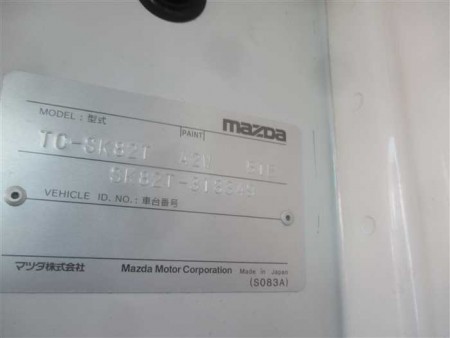 MODEL : 型式
PAINT
mazda
TC-SK82T
VEHICLE ID. NO. : 車台番号
マツダ株式会社
Mazda Motor Corporation
Made in Japan
(S083A)